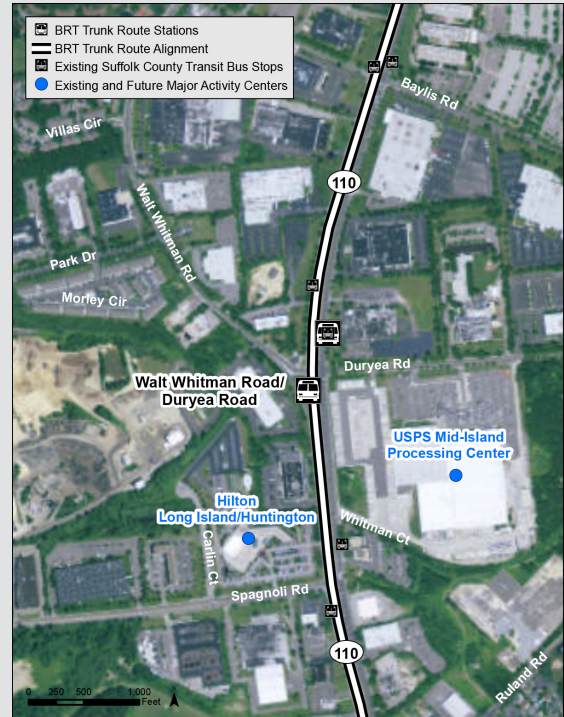 BRT Trunk Route Stations
BRT Trunk Route Alignment
Existing Suffolk County Transit Bus Stops
Existing and Future Major Activity Centers
Baylis Rd
Villas Cir
110
Walt Whitman Rd
Park Dr
Morley Cir
Duryea Rd
Walt Whitman Road/
Duryea Road
USPS Mid-Island
Processing Center
Hilton
Long Island/Huntington
Whitman Ct
Carlin Ct
Spagnoli Rd
110
Ruland Rd
0 250 500 1,000
Feet